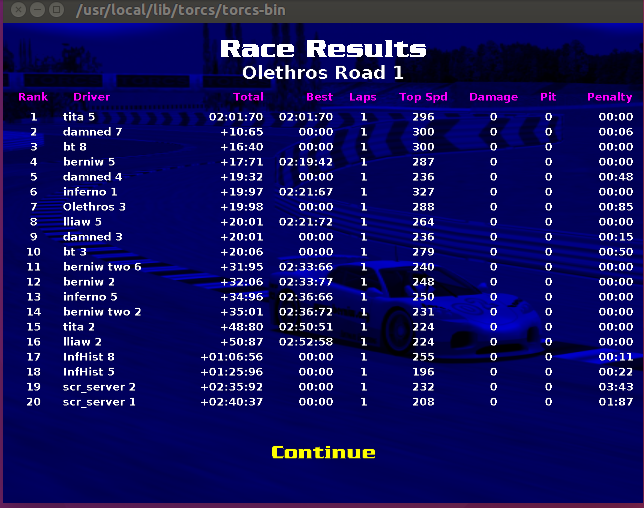 /usr/local/lib/torcs/torcs-bin
Race Results
Olethros Road 1
Rank Driver Total Best Laps Top Spd Damage Pit Penalty
1 tita 5 02:01:70 02:01:70 1 296 0 0 00:00
2 damned 7 +10:65 00:00 1 300 0 0 00:06
3 bt 8 +16:40 00:00 1 300 0 0 00:00
4 berniw 5 +17:71 02:19:42 1 287 0 0 00:00
5 damned 4 +19:32 00:00 1 236 0 0 00:48
6 inferno 1 +19:97 02:21:67 1 327 0 0 00:00
7 Olethros 3 +19:98 00:00 1 288 0 0 00:85
8 lliaw 5 +20:01 02:21:72 1 264 0 0 00:00
9 damned 3 +20:01 00:00 1 236 0 0 00:15
10 bt 3 +20:06 00:00 1 279 0 0 00:50
11 berniw two 6 +31:95 02:33:66 1 240 0 0 00:00
12 berniw 2 +32:06 02:33:77 1 248 0 0 00:00
13 inferno 5 +34:96 02:36:66 1 250 0 0 00:00
14 berniw two 2 +35:01 02:36:72 1 231 0 0 00:00
15 tita 2 +48:80 02:50:51 1 224 0 0 00:00
16 lliaw 2 +50:87 02:52:58 1 224 0 0 00:00
17 InfHist 8 +01:06:56 00:00 1 255 0 0 00:11
18 InfHist 5 +01:25:96 00:00 1 196 0 0 00:22
19 scr_server 2 +02:35:92 00:00 1 232 0 0 03:43
20 scr_server 1 +02:40:37 00:00 1 208 0 0 01:87
Continue